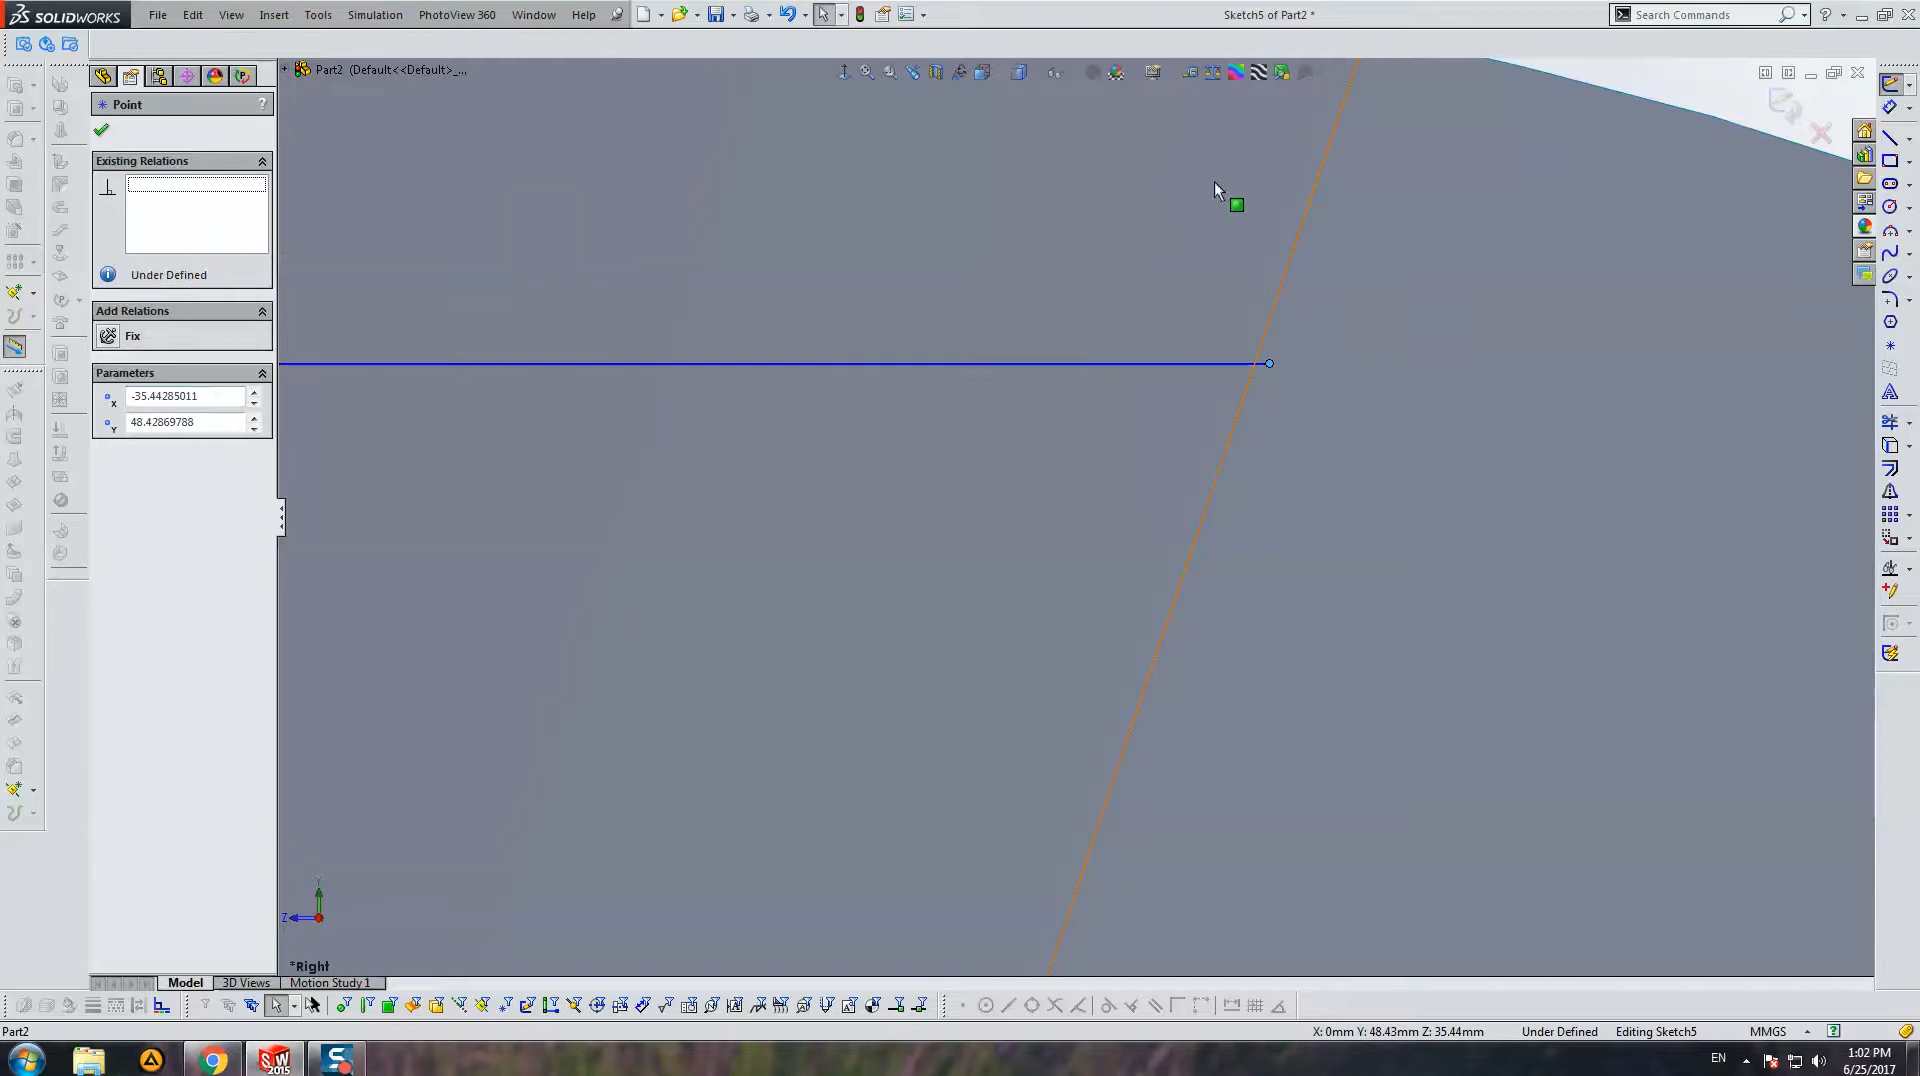 SOLIDWORKS File Edit View Insert Tools Simulation PhotoView 360 Window Help Sketch5 of Part2 * Search Commands
Part2 (Default<<Default>_...
Point ?
Existing Relations
Under Defined
Add Relations
Fix
Parameters
X -35.44285011
Y 48.42869788
Y
Z
*Right
Model 3D Views Motion Study 1
Part2 X: 0mm Y: 48.43mm Z: 35.44mm Under Defined Editing Sketch5 MMGS
SW 2015 S EN 1:02 PM
6/25/2017